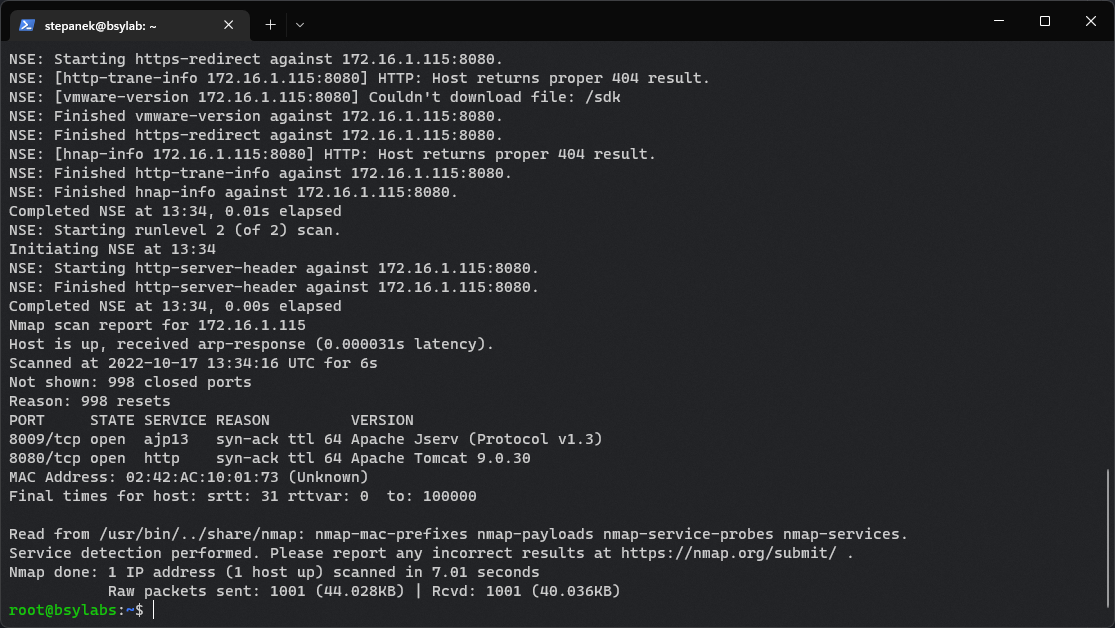 stepanek@bsylab: ~
NSE: Starting https-redirect against 172.16.1.115:8080.
NSE: [http-trane-info 172.16.1.115:8080] HTTP: Host returns proper 404 result.
NSE: [vmware-version 172.16.1.115:8080] Couldn't download file: /sdk
NSE: Finished vmware-version against 172.16.1.115:8080.
NSE: Finished https-redirect against 172.16.1.115:8080.
NSE: [hnap-info 172.16.1.115:8080] HTTP: Host returns proper 404 result.
NSE: Finished http-trane-info against 172.16.1.115:8080.
NSE: Finished hnap-info against 172.16.1.115:8080.
Completed NSE at 13:34, 0.01s elapsed
NSE: Starting runlevel 2 (of 2) scan.
Initiating NSE at 13:34
NSE: Starting http-server-header against 172.16.1.115:8080.
NSE: Finished http-server-header against 172.16.1.115:8080.
Completed NSE at 13:34, 0.00s elapsed
Nmap scan report for 172.16.1.115
Host is up, received arp-response (0.000031s latency).
Scanned at 2022-10-17 13:34:16 UTC for 6s
Not shown: 998 closed ports
Reason: 998 resets
PORT     STATE SERVICE REASON         VERSION
8009/tcp open  ajp13   syn-ack ttl 64 Apache Jserv (Protocol v1.3)
8080/tcp open  http    syn-ack ttl 64 Apache Tomcat 9.0.30
MAC Address: 02:42:AC:10:01:73 (Unknown)
Final times for host: srtt: 31 rttvar: 0  to: 100000
Read from /usr/bin/../share/nmap: nmap-mac-prefixes nmap-payloads nmap-service-probes nmap-services.
Service detection performed. Please report any incorrect results at https://nmap.org/submit/ .
Nmap done: 1 IP address (1 host up) scanned in 7.01 seconds
           Raw packets sent: 1001 (44.028KB) | Rcvd: 1001 (40.036KB)
root@bsylabs:~$